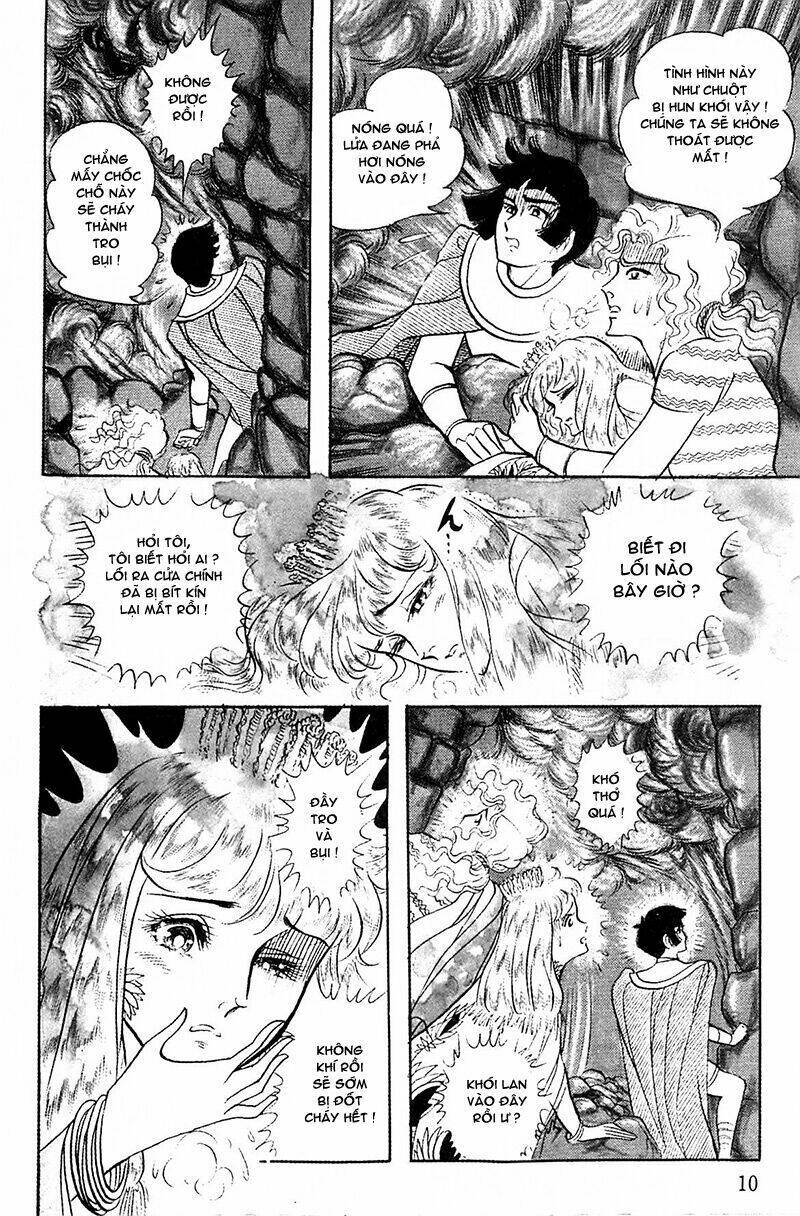 TÌNH HÌNH NÀY
NHƯ CHUỘT
BỊ HUN KHÓI VẬY !
CHÚNG TA SẼ KHÔNG
THOÁT ĐƯỢC
MẤT !
NÓNG QUÁ !
LỬA ĐANG PHẢ
HƠI NÓNG
VÀO ĐÂY !
KHÔNG
ĐƯỢC
RỒI !
CHẲNG
MẤY CHỐC
CHỖ NÀY
SẼ CHÁY
THÀNH
TRO
BỤI !
BIẾT ĐI
LỐI NÀO
BÂY GIỜ ?
HỎI TÔI,
TÔI BIẾT HỎI AI ?
LỐI RA CỬA CHÍNH
ĐÃ BỊ BÍT KÍN
LẠI MẤT RỒI !
KHÓ
THỞ
QUÁ !
KHÓI LAN
VÀO ĐÂY
RỒI Ư ?
ĐẦY
TRO
VÀ
BỤI !
KHÔNG
KHÍ RỒI
SẼ SỚM
BỊ ĐỐT
CHÁY HẾT !
10